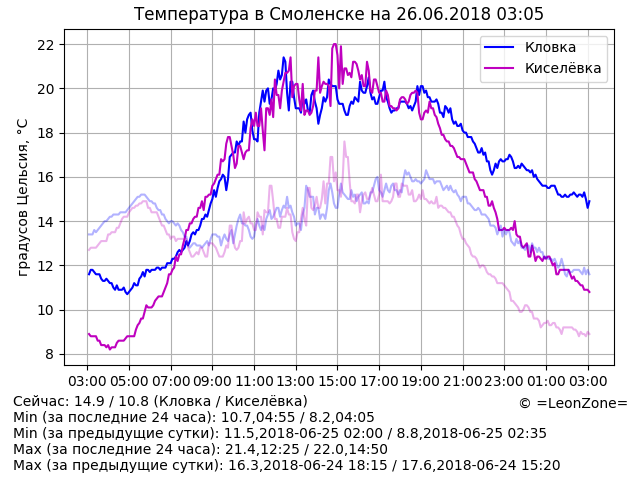 Температура в Смоленске на 26.06.2018 03:05
градусов Цельсия, °C
22
20
18
16
14
12
10
8
Кловка
Киселёвка
03:00 05:00 07:00 09:00 11:00 13:00 15:00 17:00 19:00 21:00 23:00 01:00 03:00
Сейчас: 14.9 / 10.8 (Кловка / Киселёвка)
© =LeonZone=
Min (за последние 24 часа): 10.7,04:55 / 8.2,04:05
Min (за предыдущие сутки): 11.5,2018-06-25 02:00 / 8.8,2018-06-25 02:35
Max (за последние 24 часа): 21.4,12:25 / 22.0,14:50
Max (за предыдущие сутки): 16.3,2018-06-24 18:15 / 17.6,2018-06-24 15:20